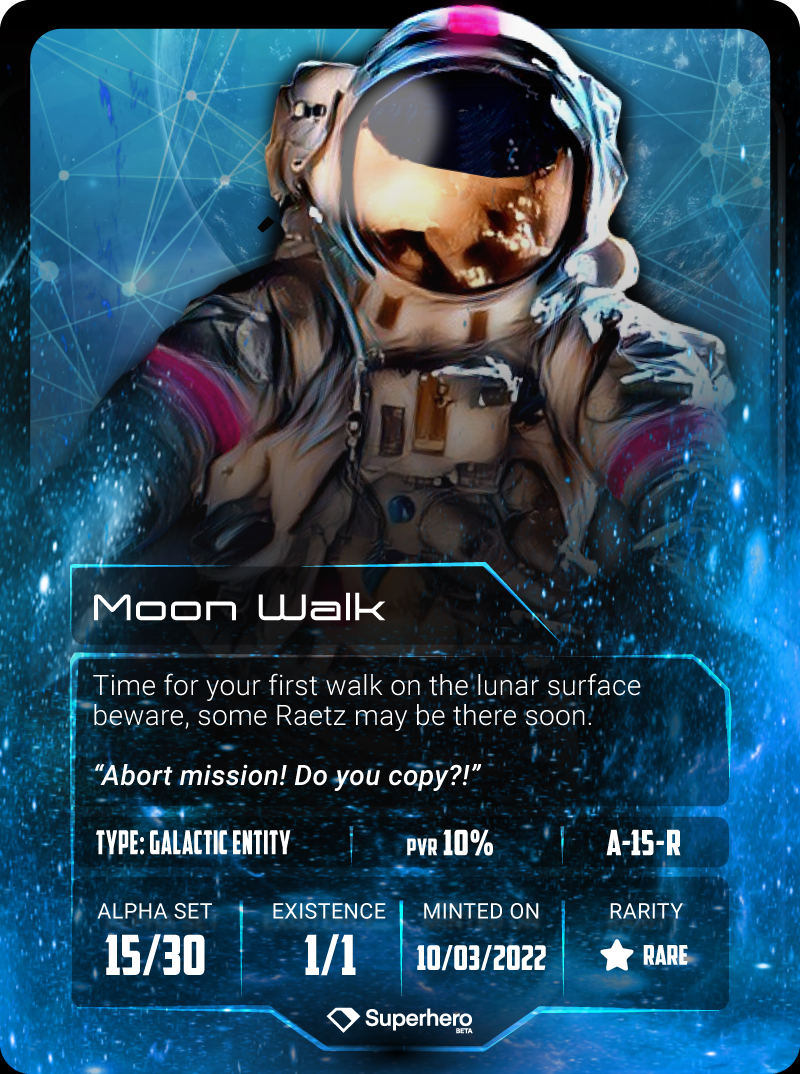 Moon Walk
Time for your first walk on the lunar surface
beware, some Raetz may be there soon.
“Abort mission! Do you copy?!”
TYPE: GALACTIC ENTITY
PVR 10%
A-15-R
ALPHA SET
15/30
EXISTENCE
1/1
MINTED ON
10/03/2022
RARITY
RARE
Superhero
BETA